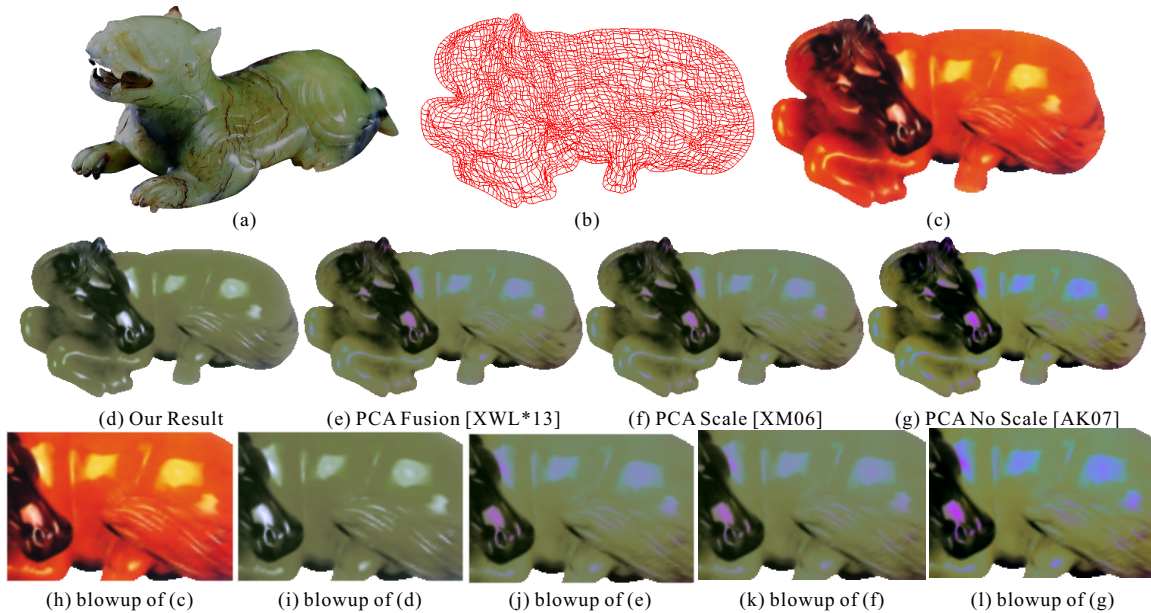 (a)
(b)
(c)
(d) Our Result
(e) PCA Fusion [XWL*13]
(f) PCA Scale [XM06]
(g) PCA No Scale [AK07]
(h) blowup of (c)
(i) blowup of (d)
(j) blowup of (e)
(k) blowup of (f)
(l) blowup of (g)